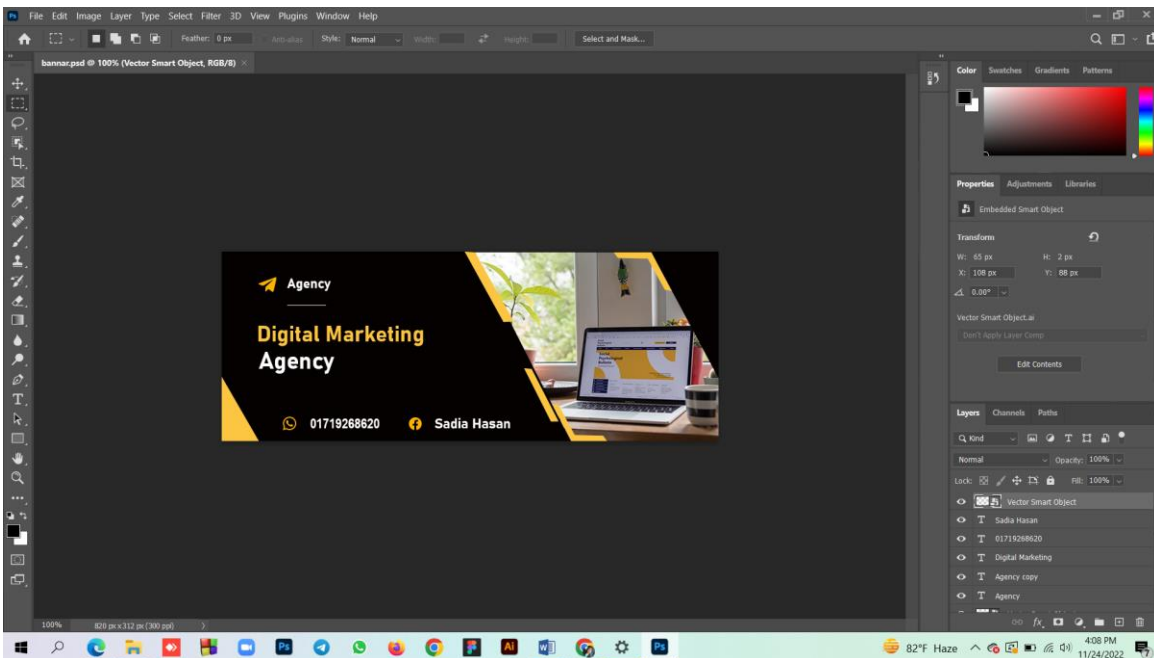 File Edit Image Layer Type Select Filter 3D View Plugins Window Help
Feather: 0 px Anti-alias Style: Normal Width: Height: Select and Mask...
bannar.psd @ 100% (Vector Smart Object, RGB/8) ×
Color Swatches Gradients Patterns
Properties Adjustments Libraries
Embedded Smart Object
Transform
W: 65 px H: 2 px
X: 108 px Y: 88 px
0.00°
Vector Smart Object.ai
Don't Apply Layer Comp
Edit Contents
Agency
Digital Marketing
Agency
01719268620 Sadia Hasan
Layers Channels Paths
Kind
Normal Opacity: 100%
Lock: Fill: 100%
Vector Smart Object
Sadia Hasan
01719268620
Digital Marketing
Agency copy
Agency
100% 820 px x 312 px (300 ppi)
82°F Haze 4:08 PM
11/24/2022